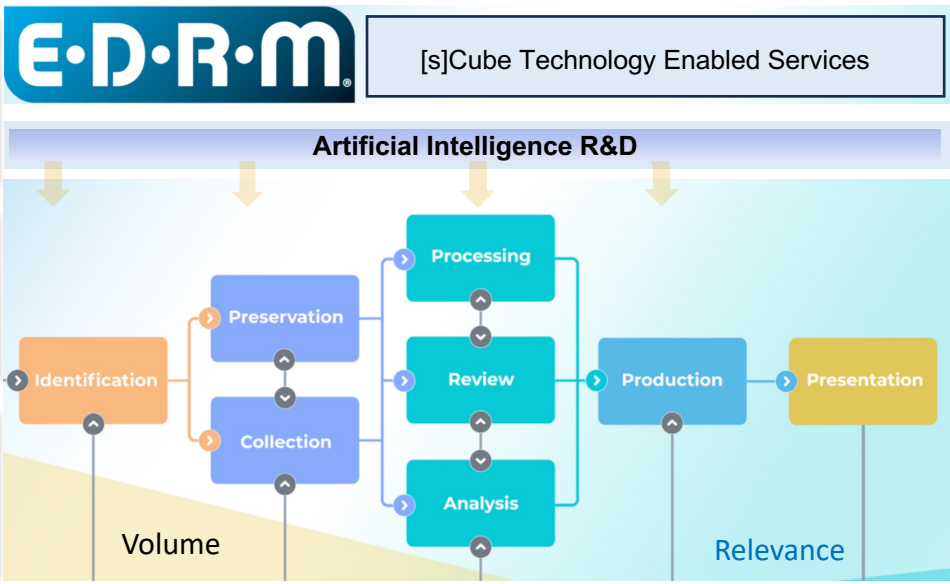 E·D·R·M®
[s]Cube Technology Enabled Services
Artificial Intelligence R&D
Processing
Preservation
Identification
Review
Production
Presentation
Collection
Analysis
Volume
Relevance